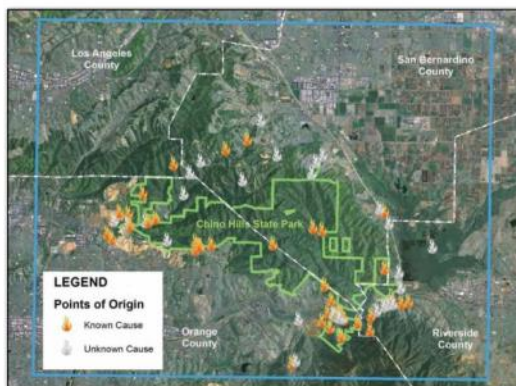 Los Angeles
County
San Bernardino
County
Chino Hills State Park
LEGEND
Points of Origin
Known Cause
Unknown Cause
Orange
County
Riverside
County